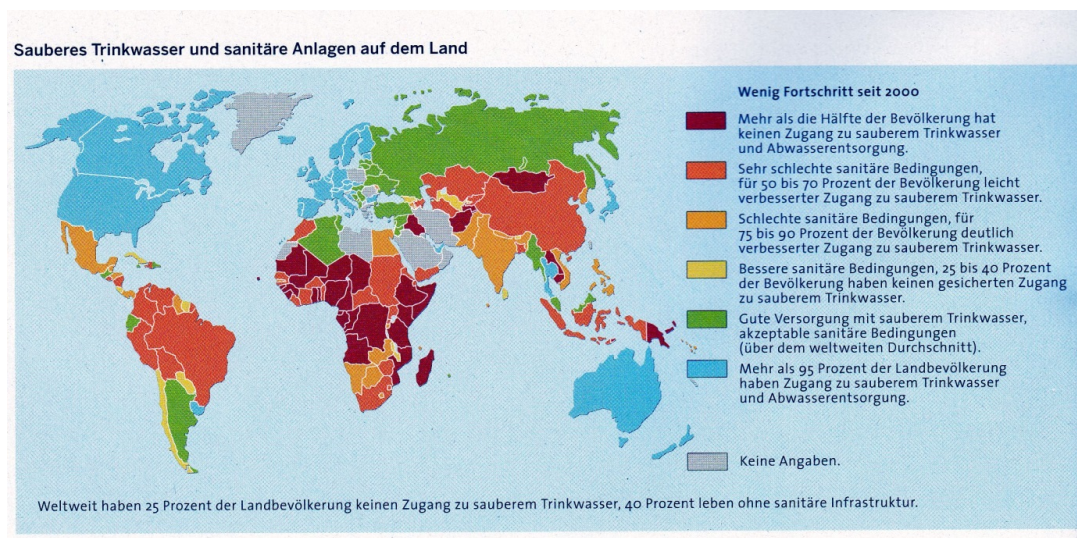 Sauberes Trinkwasser und sanitäre Anlagen auf dem Land
Wenig Fortschritt seit 2000
Mehr als die Hälfte der Bevölkerung hat
keinen Zugang zu sauberem Trinkwasser
und Abwasserentsorgung.
Sehr schlechte sanitäre Bedingungen,
für 50 bis 70 Prozent der Bevölkerung leicht
verbesserter Zugang zu sauberem Trinkwasser.
Schlechte sanitäre Bedingungen, für
75 bis 90 Prozent der Bevölkerung deutlich
verbesserter Zugang zu sauberem Trinkwasser.
Bessere sanitäre Bedingungen, 25 bis 40 Prozent
der Bevölkerung haben keinen gesicherten Zugang
zu sauberem Trinkwasser.
Gute Versorgung mit sauberem Trinkwasser,
akzeptable sanitäre Bedingungen
(über dem weltweiten Durchschnitt).
Mehr als 95 Prozent der Landbevölkerung
haben Zugang zu sauberem Trinkwasser
und Abwasserentsorgung.
Keine Angaben.
Weltweit haben 25 Prozent der Landbevölkerung keinen Zugang zu sauberem Trinkwasser, 40 Prozent leben ohne sanitäre Infrastruktur.